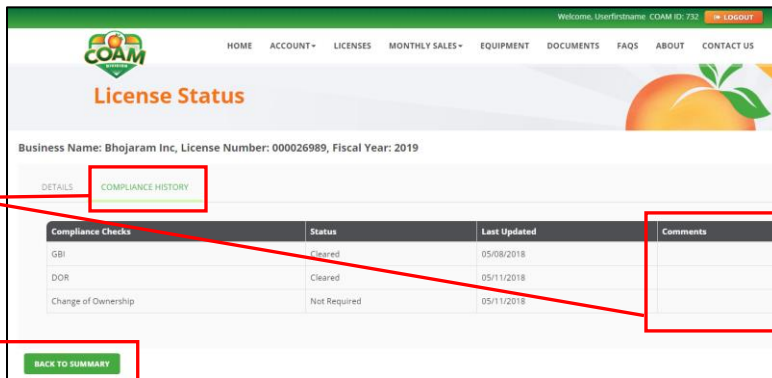 Welcome, Userfirstname COAM ID: 732 LOGOUT
COAM
HOME ACCOUNT LICENSES MONTHLY SALES EQUIPMENT DOCUMENTS FAQS ABOUT CONTACT US
License Status
Business Name: Bhojaram Inc, License Number: 000026989, Fiscal Year: 2019
DETAILS COMPLIANCE HISTORY
Compliance Checks Status Last Updated Comments
GBI Cleared 05/08/2018
DOR Cleared 05/11/2018
Change of Ownership Not Required 05/11/2018
BACK TO SUMMARY